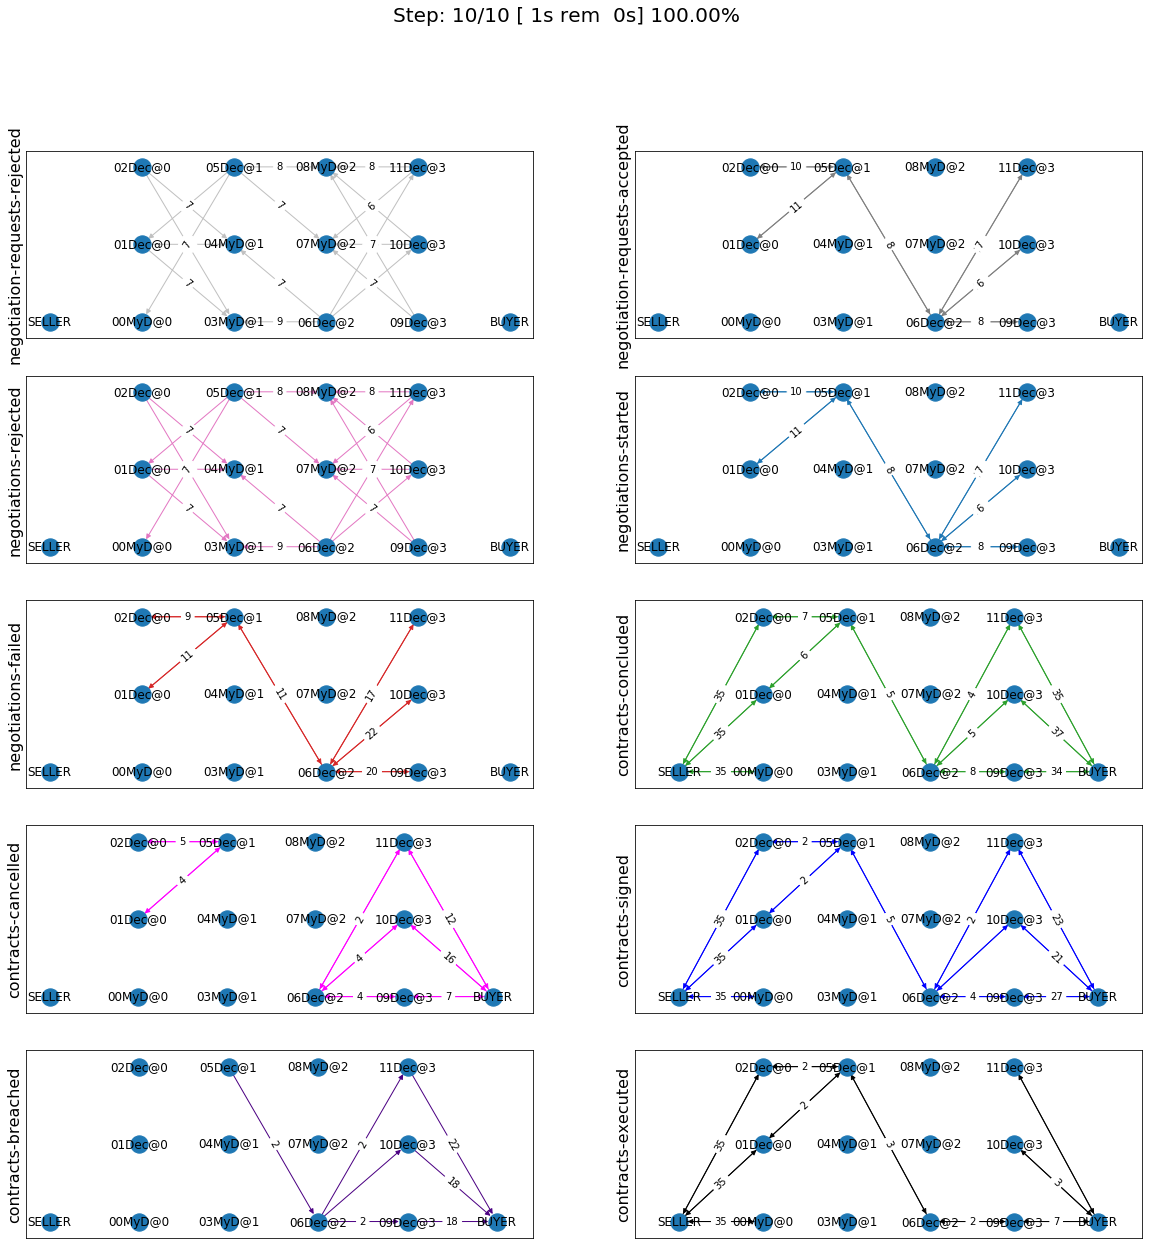 Step: 10/10 [ 1s rem  0s] 100.00%
negotiation-requests-rejected
02Dec@0 05Dec@1 8 08MyD@2 8 11Dec@3
7 7 6
01Dec@0 7 04MyD@1 07MyD@2 7 10Dec@3
7 7 7
SELLER 00MyD@0 03MyD@1 9 06Dec@2 09Dec@3 BUYER
negotiation-requests-accepted
02Dec@0 10 05Dec@1 08MyD@2 11Dec@3
11
01Dec@0 04MyD@1 8 07MyD@2 7 10Dec@3
6
SELLER 00MyD@0 03MyD@1 06Dec@2 8 09Dec@3 BUYER
negotiations-rejected
02Dec@0 05Dec@1 8 08MyD@2 8 11Dec@3
7 7 6
01Dec@0 7 04MyD@1 07MyD@2 7 10Dec@3
7 7 7
SELLER 00MyD@0 03MyD@1 9 06Dec@2 09Dec@3 BUYER
negotiations-started
02Dec@0 10 05Dec@1 08MyD@2 11Dec@3
11
01Dec@0 04MyD@1 8 07MyD@2 7 10Dec@3
6
SELLER 00MyD@0 03MyD@1 06Dec@2 8 09Dec@3 BUYER
negotiations-failed
02Dec@0 9 05Dec@1 08MyD@2 11Dec@3
11
01Dec@0 04MyD@1 11 07MyD@2 17 10Dec@3
22
SELLER 00MyD@0 03MyD@1 06Dec@2 20 09Dec@3 BUYER
contracts-concluded
02Dec@0 7 05Dec@1 08MyD@2 11Dec@3
6
35 01Dec@0 04MyD@1 5 07MyD@2 4 10Dec@3 35
35 5 37
SELLER 35 00MyD@0 03MyD@1 06Dec@2 8 09Dec@3 34 BUYER
contracts-cancelled
02Dec@0 5 05Dec@1 08MyD@2 11Dec@3
4
01Dec@0 04MyD@1 07MyD@2 2 10Dec@3 12
4 16
SELLER 00MyD@0 03MyD@1 06Dec@2 4 09Dec@3 7 BUYER
contracts-signed
02Dec@0 2 05Dec@1 08MyD@2 11Dec@3
2
35 01Dec@0 04MyD@1 5 07MyD@2 2 10Dec@3 23
35 21
SELLER 35 00MyD@0 03MyD@1 06Dec@2 4 09Dec@3 27 BUYER
contracts-breached
02Dec@0 05Dec@1 08MyD@2 11Dec@3
01Dec@0 04MyD@1 2 07MyD@2 2 10Dec@3 22
18
SELLER 00MyD@0 03MyD@1 06Dec@2 2 09Dec@3 18 BUYER
contracts-executed
02Dec@0 2 05Dec@1 08MyD@2 11Dec@3
2
35 01Dec@0 04MyD@1 3 07MyD@2 10Dec@3
35 3
SELLER 35 00MyD@0 03MyD@1 06Dec@2 2 09Dec@3 7 BUYER